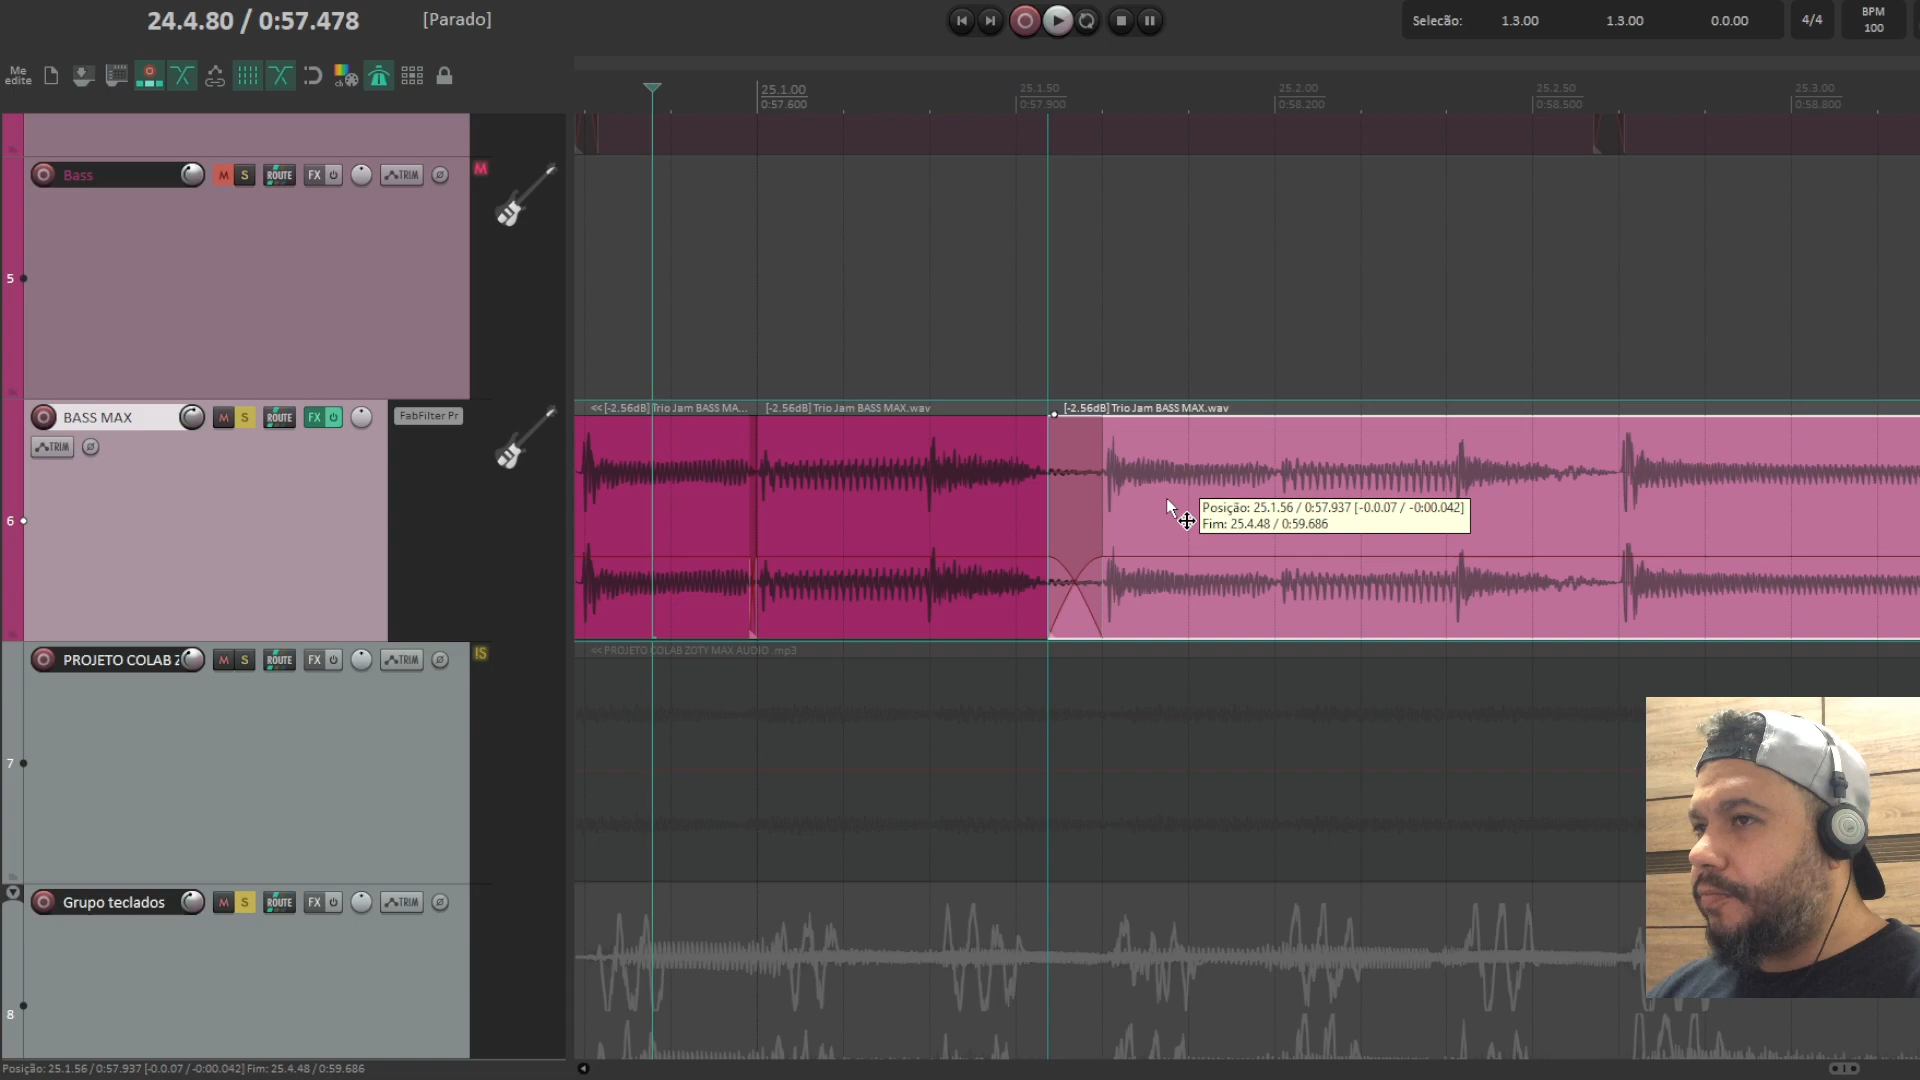 24.4.80 / 0:57.478
[Parado]
Selecão:
1.3.00
1.3.00
0.0.00
4/4
BPM
100
Me
edite
25.1.00
0:57.600
25.1.50
0:57.900
25.2.00
0:58.200
25.2.50
0:58.500
25.3.00
0:58.800
Bass
M
S
ROUTE
FX
TRIM
M
5
BASS MAX
M
S
ROUTE
FX
FabFilter Pr
TRIM
6
<<[-2.56dB] Trio Jam BASS MA...
[-2.56dB] Trio Jam BASS MAX.wav
[-2.56dB] Trio Jam BASS MAX.wav
Posição: 25.1.56 / 0:57.937 [-0.0.07 / -0:00.042]
Fim: 25.4.48 / 0:59.686
PROJETO COLAB Z
M
S
ROUTE
FX
TRIM
!S
<< PROJETO COLAB ZOTY MAX AUDIO .mp3
7
Grupo teclados
M
S
ROUTE
FX
TRIM
8
Posição: 25.1.56 / 0:57.937 [-0.0.07 / -0:00.042] Fim: 25.4.48 / 0:59.686